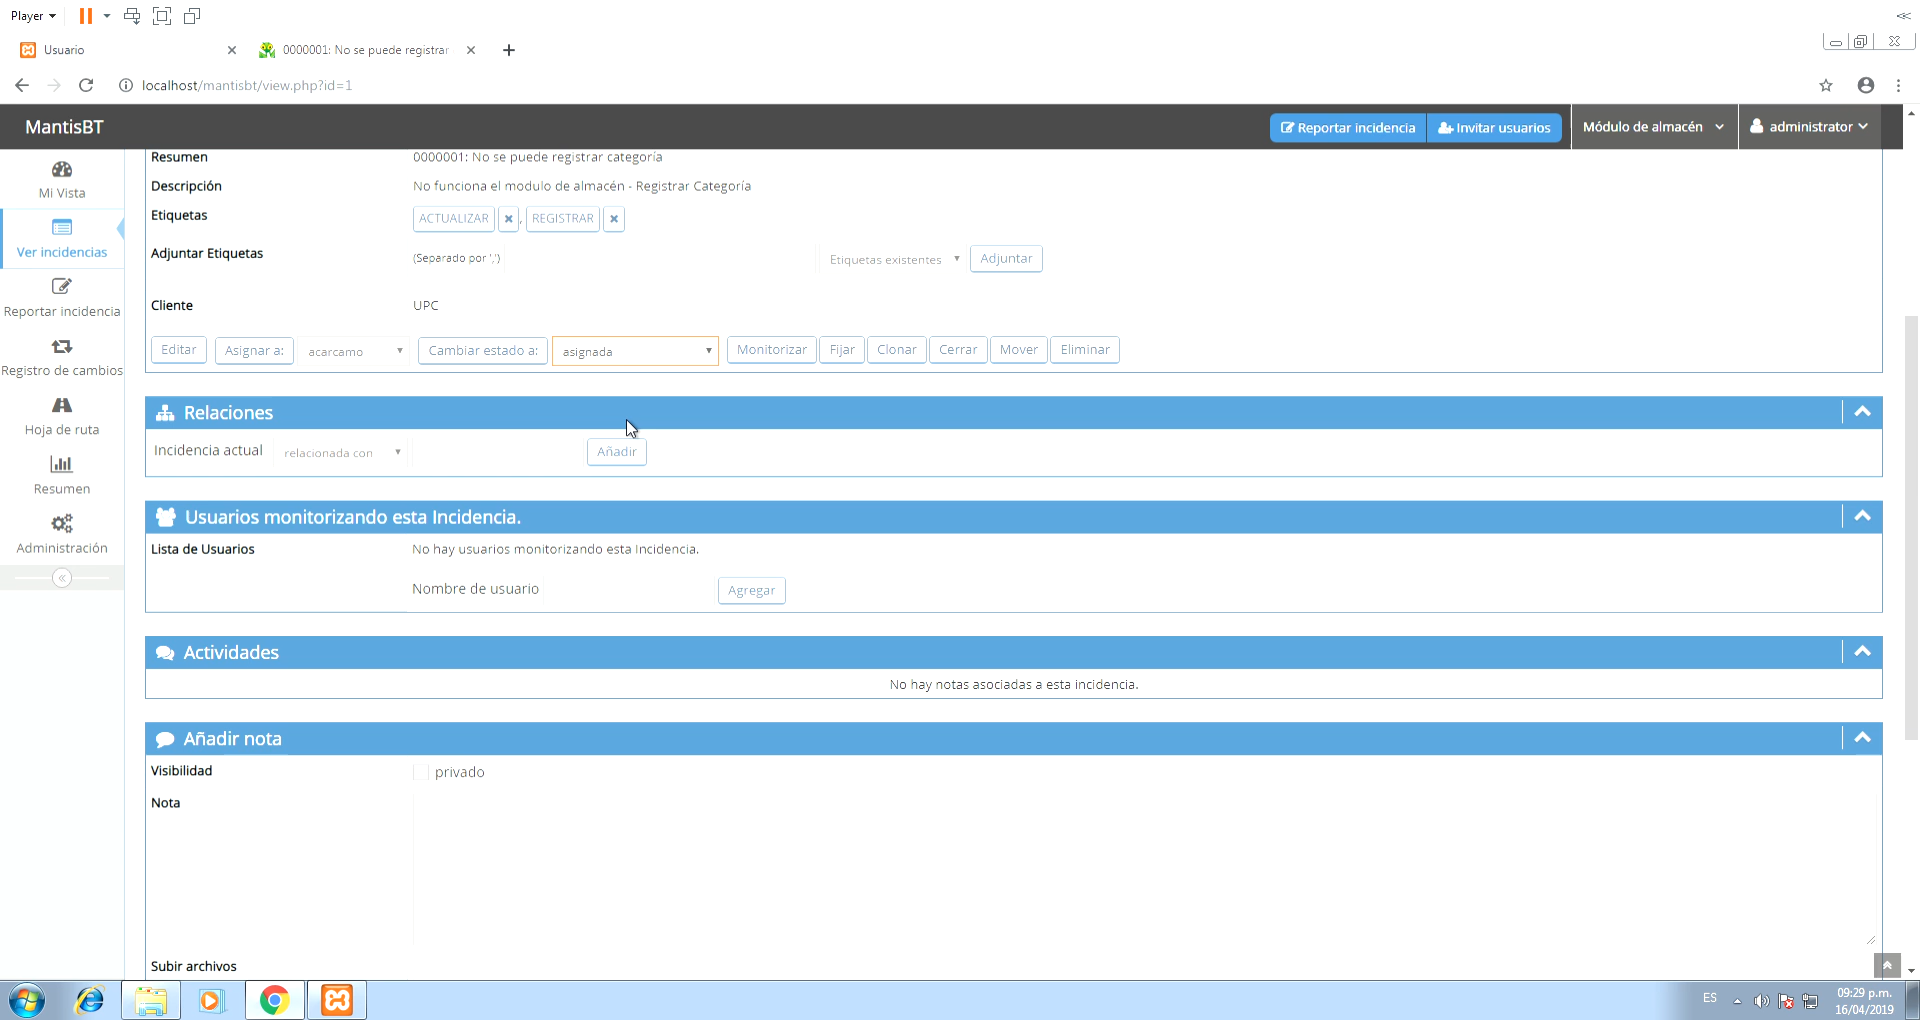 Player
Usuario
0000001: No se puede registrar
localhost/mantisbt/view.php?id=1
MantisBT
Reportar incidencia
Invitar usuarios
Módulo de almacén
administrator
Mi Vista
Ver incidencias
Reportar incidencia
Registro de cambios
Hoja de ruta
Resumen
Administración
Resumen 0000001: No se puede registrar categoría
Descripción No funciona el modulo de almacén - Registrar Categoría
Etiquetas ACTUALIZAR × , REGISTRAR ×
Adjuntar Etiquetas (Separado por ',') Etiquetas existentes Adjuntar
Cliente UPC
Editar Asignar a: acarcamo Cambiar estado a: asignada Monitorizar Fijar Clonar Cerrar Mover Eliminar
Relaciones
Incidencia actual relacionada con Añadir
Usuarios monitorizando esta Incidencia.
Lista de Usuarios No hay usuarios monitorizando esta Incidencia.
Nombre de usuario Agregar
Actividades
No hay notas asociadas a esta incidencia.
Añadir nota
Visibilidad privado
Nota
Subir archivos
ES
09:29 p.m.
16/04/2019